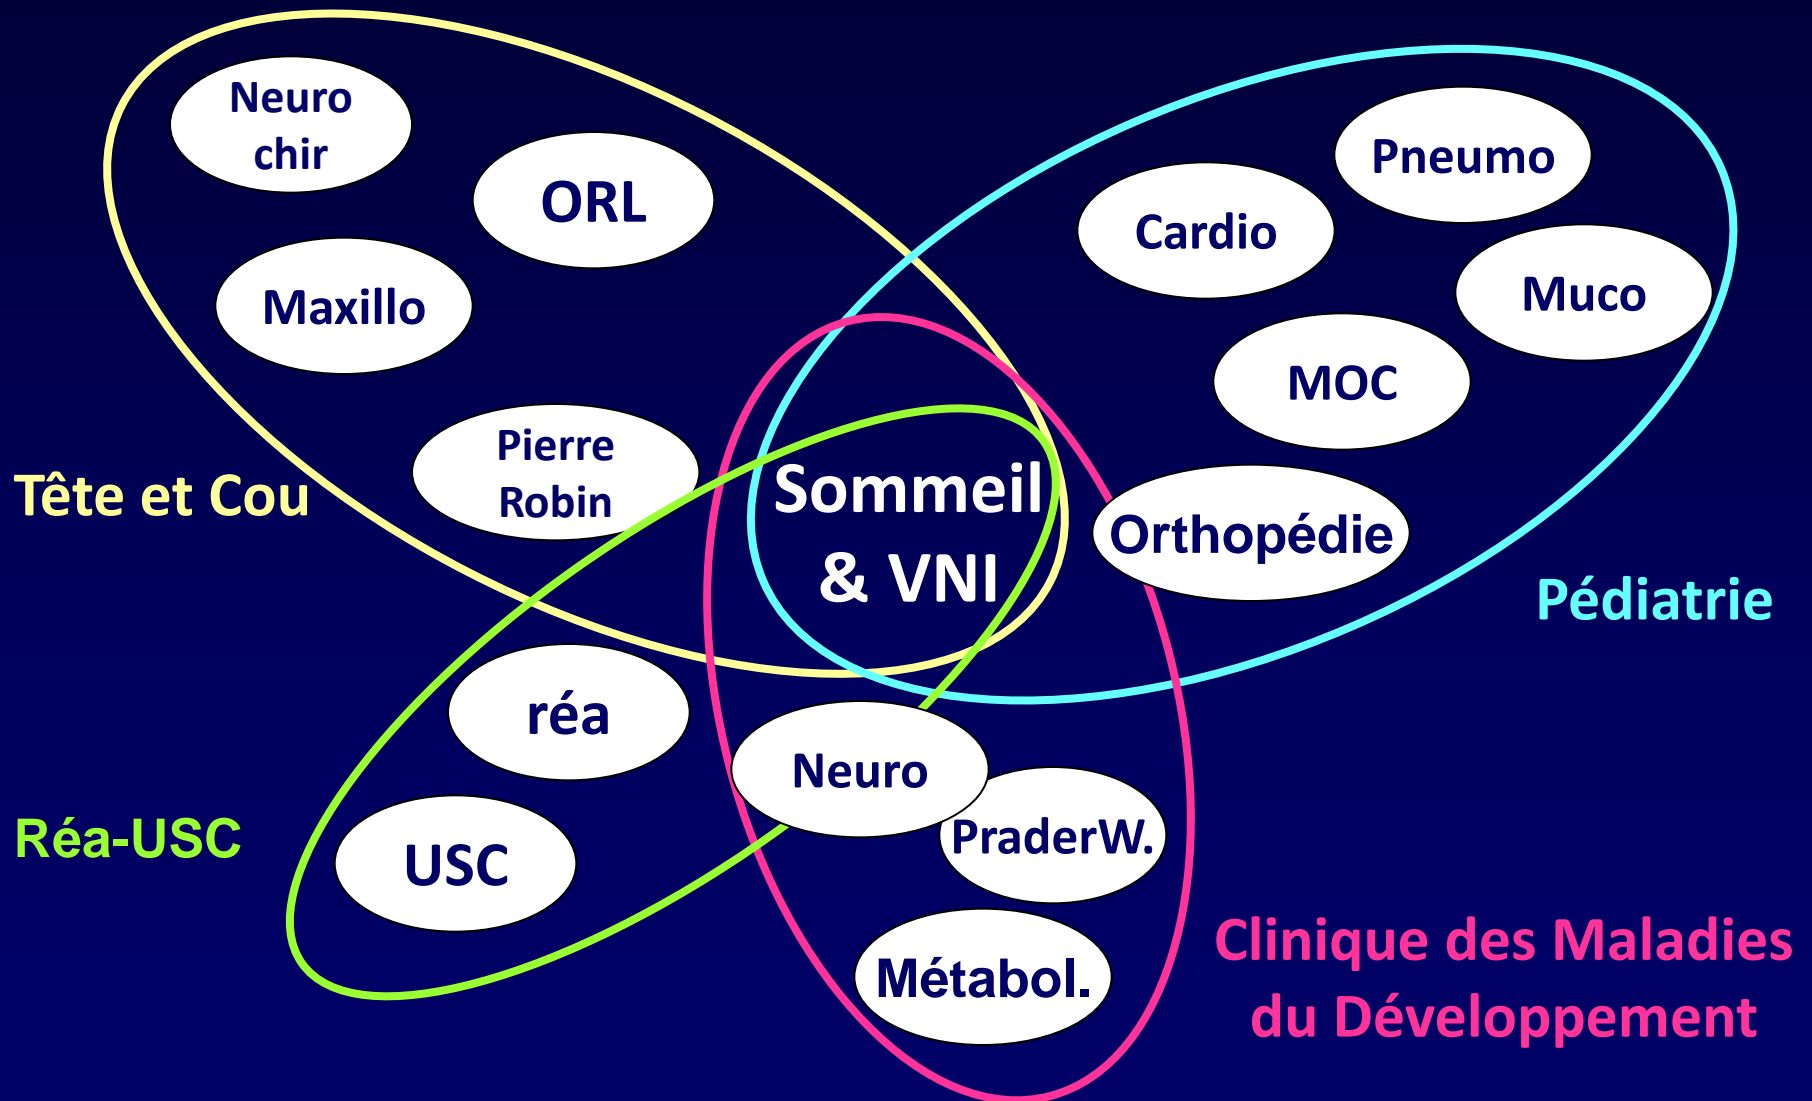 Neuro
chir
ORL
Maxillo
Pierre
Robin
Tête et Cou
Pneumo
Cardio
Muco
MOC
Orthopédie
Pédiatrie
Sommeil
& VNI
réa
USC
Réa-USC
Neuro
PraderW.
Métabol.
Clinique des Maladies
du Développement